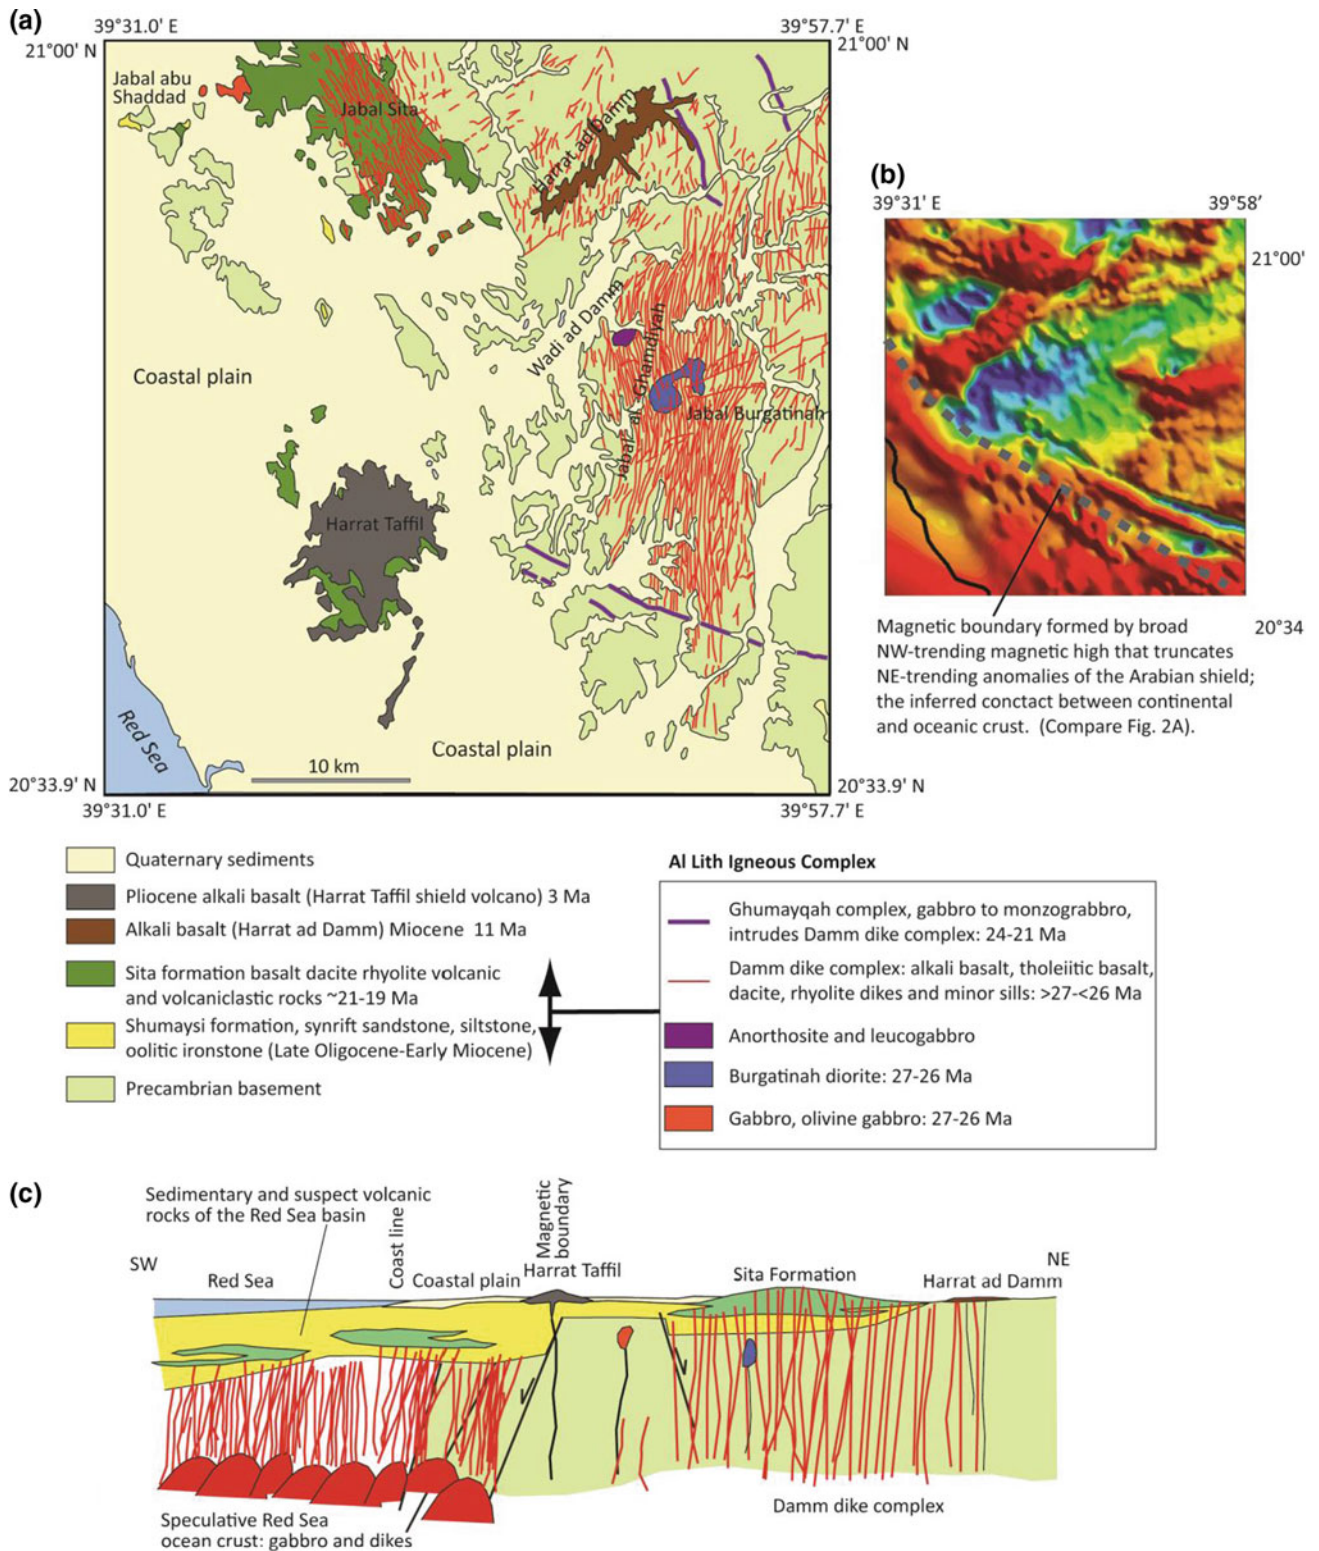 (a)
39°31.0' E
39°57.7' E
21°00' N
21°00' N
Jabal abu
Shaddad
Jabal Sita
Harrat ad Damm
Wadi ad Damm
Jabal al Ghamdiyah
Jabal Burgatinah
Coastal plain
Harrat Taffil
Red Sea
Coastal plain
10 km
20°33.9' N
20°33.9' N
39°31.0' E
39°57.7' E
(b)
39°31' E
39°58'
21°00'
20°34
Magnetic boundary formed by broad
NW-trending magnetic high that truncates
NE-trending anomalies of the Arabian shield;
the inferred conctact between continental
and oceanic crust. (Compare Fig. 2A).
Quaternary sediments
Pliocene alkali basalt (Harrat Taffil shield volcano) 3 Ma
Alkali basalt (Harrat ad Damm) Miocene 11 Ma
Sita formation basalt dacite rhyolite volcanic
and volcaniclastic rocks ~21-19 Ma
Shumaysi formation, synrift sandstone, siltstone,
oolitic ironstone (Late Oligocene-Early Miocene)
Precambrian basement
Al Lith Igneous Complex
Ghumayqah complex, gabbro to monzograbbro,
intrudes Damm dike complex: 24-21 Ma
Damm dike complex: alkali basalt, tholeiitic basalt,
dacite, rhyolite dikes and minor sills: >27-<26 Ma
Anorthosite and leucogabbro
Burgatinah diorite: 27-26 Ma
Gabbro, olivine gabbro: 27-26 Ma
(c)
Sedimentary and suspect volcanic
rocks of the Red Sea basin
SW
Red Sea
Coast line
Coastal plain
Magnetic
boundary
Harrat Taffil
Sita Formation
NE
Harrat ad Damm
Speculative Red Sea
ocean crust: gabbro and dikes
Damm dike complex